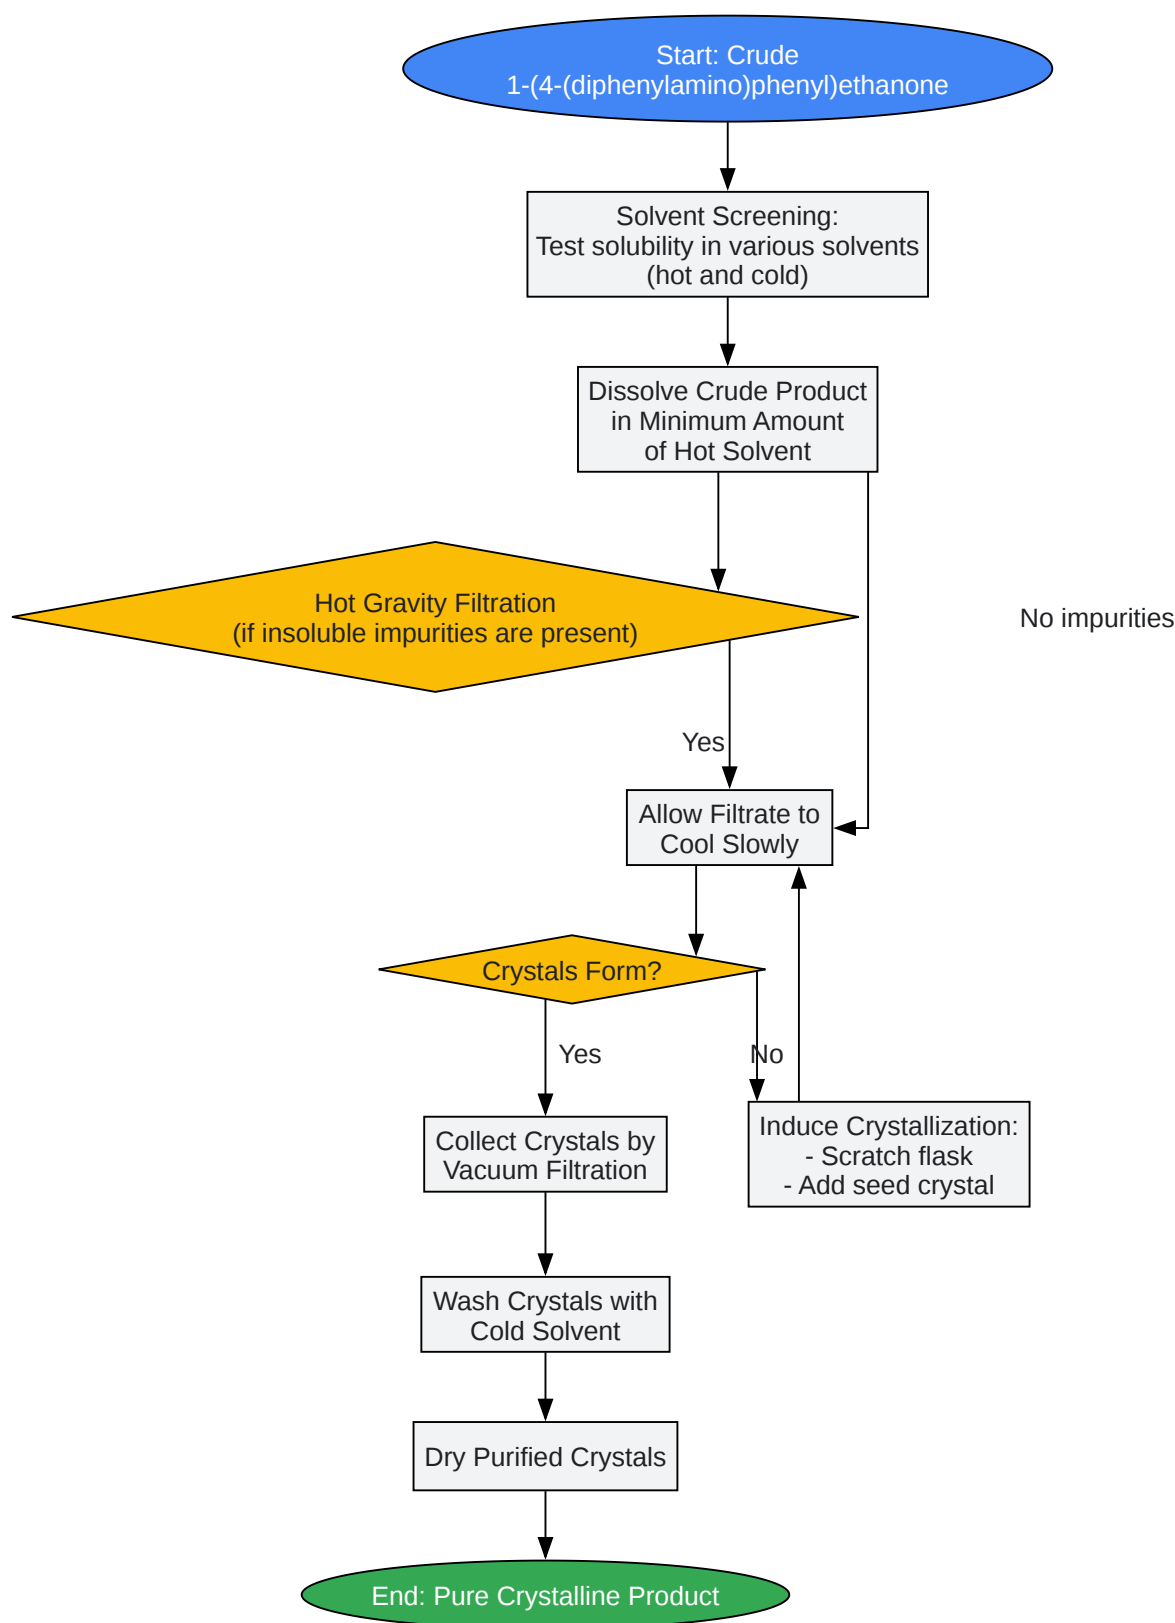 Start: Crude
1-(4-(diphenylamino)phenyl)ethanone
Solvent Screening:
Test solubility in various solvents
(hot and cold)
Dissolve Crude Product
in Minimum Amount
of Hot Solvent
Hot Gravity Filtration
(if insoluble impurities are present)
No impurities
Yes
Allow Filtrate to
Cool Slowly
Crystals Form?
Yes
No
Collect Crystals by
Vacuum Filtration
Induce Crystallization:
- Scratch flask
- Add seed crystal
Wash Crystals with
Cold Solvent
Dry Purified Crystals
End: Pure Crystalline Product